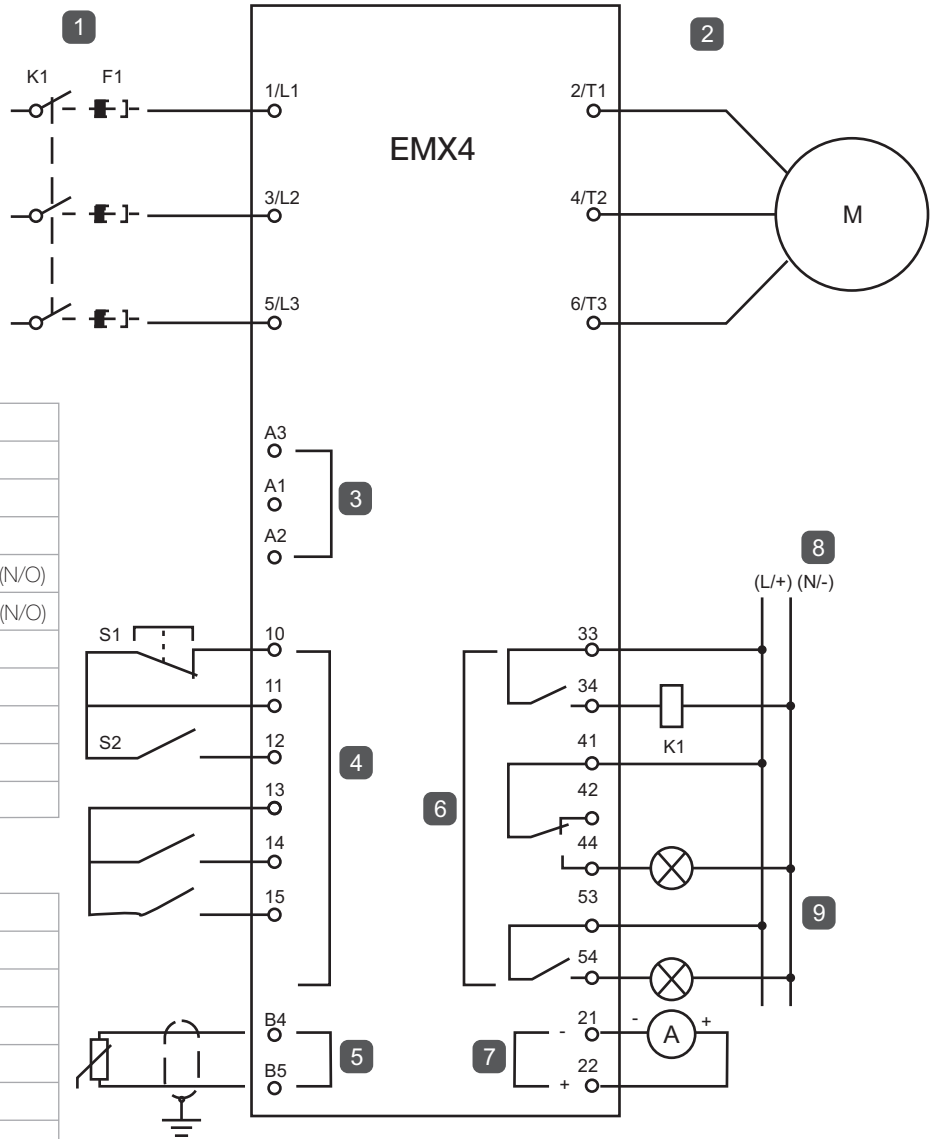 1
2
K1 F1
1/L1
2/T1
EMX4
3/L2
4/T2
M
5/L3
6/T3
A3
A1
3
A2
8
(L/+) (N/-)
(N/O)
(N/O)
S1
10
33
11
34
S2
12
K1
41
4
13
42
6
14
44
15
53
9
54
B4
21
- +
-
A
5
7
B5
22
+